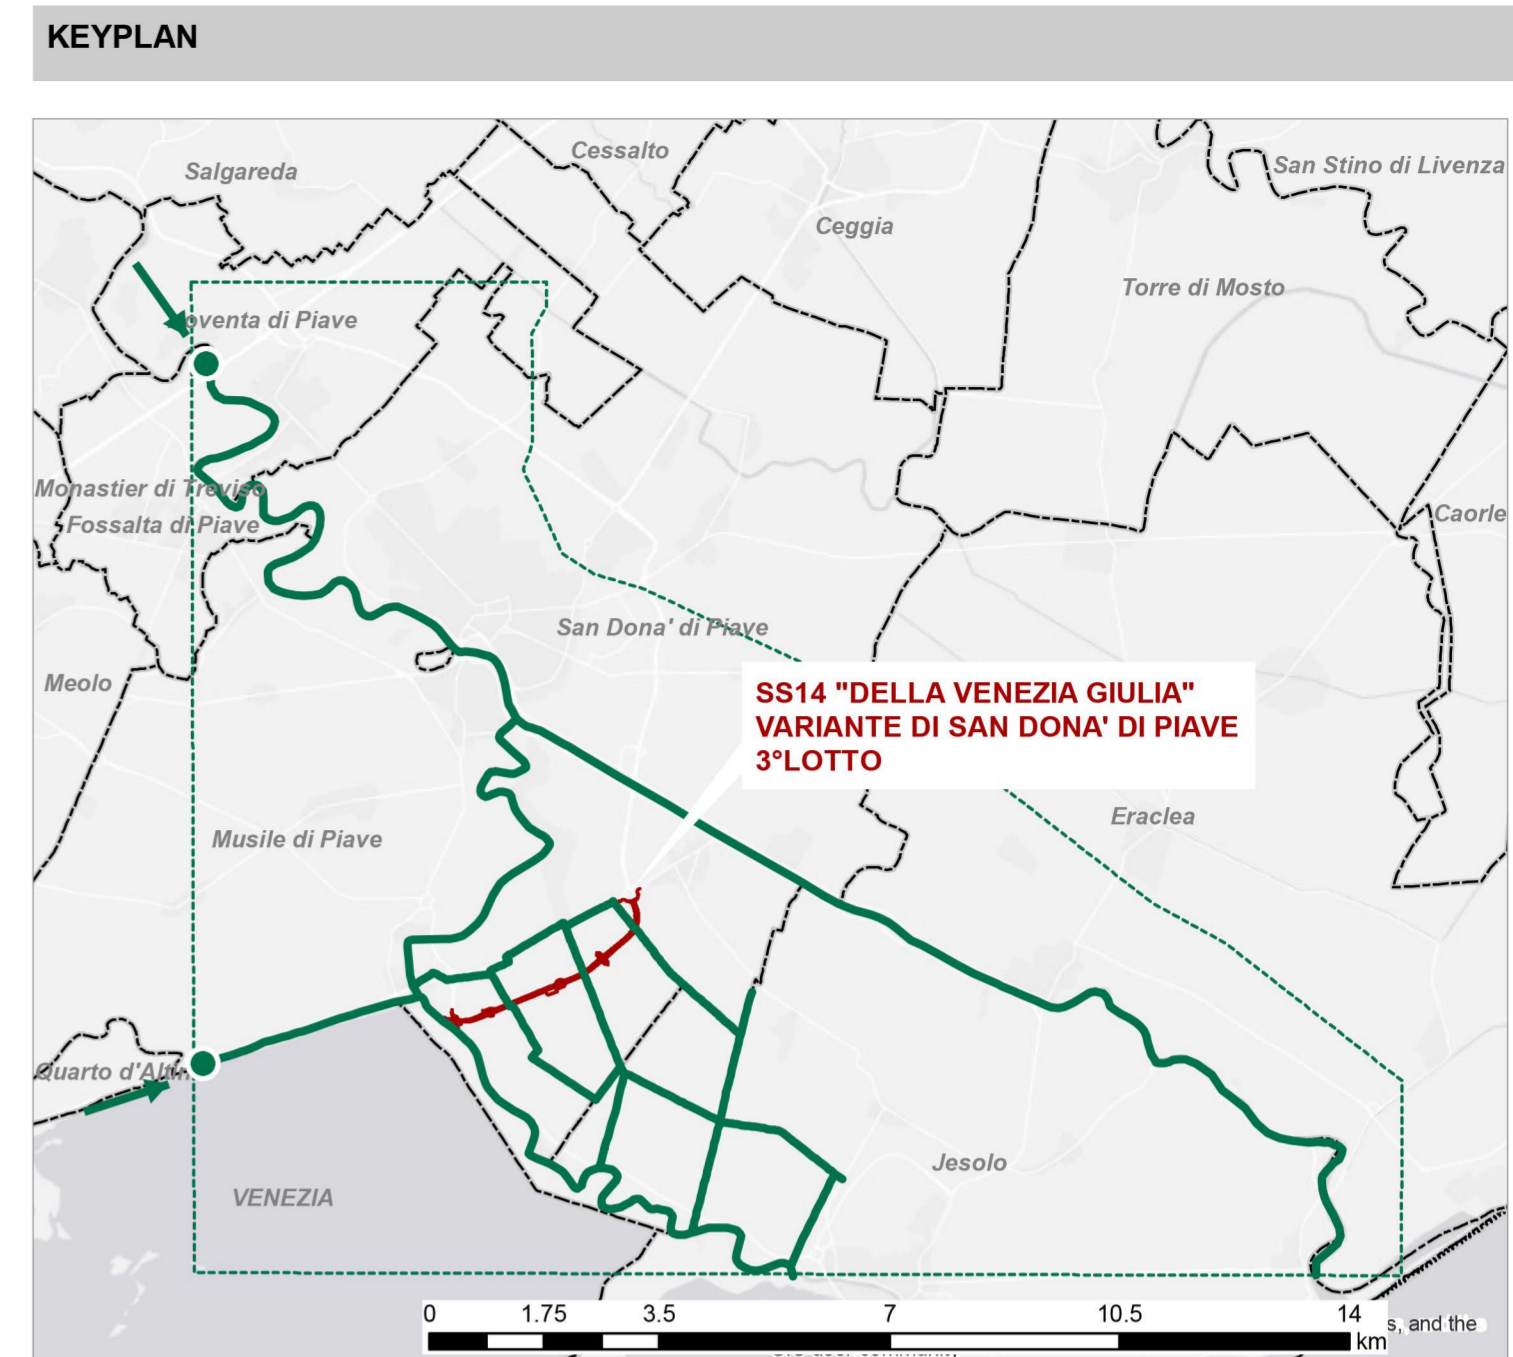 KEYPLAN
Cessalto
San Stino di Livenza
Salgareda
Ceggia
Torre di Mosto
oventa di Piave
Monastier di Treviso
Caorle
Fossalta di Piave
San Dona' di Piave
Meolo
SS14 "DELLA VENEZIA GIULIA"
VARIANTE DI SAN DONA' DI PIAVE
3°LOTTO
Eraclea
Musile di Piave
Quarto d'Altin
Jesolo
VENEZIA
0 1.75 3.5 7 10.5 14
km
s, and the